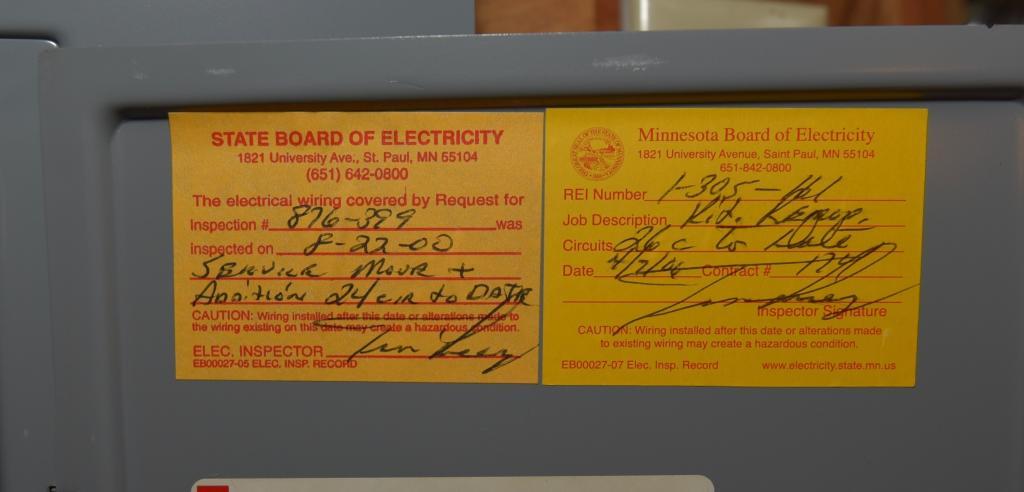 STATE BOARD OF ELECTRICITY
1821 University Ave., St. Paul, MN 55104
(651) 642-0800
The electrical wiring covered by Request for
Inspection # 876-399 was
inspected on 8-22-00
SERVICE MOVE +
Addition 24 cir to DATE
CAUTION: Wiring installed after this date or alterations made to
the wiring existing on this date may create a hazardous condition.
ELEC. INSPECTOR
EB00027-05 ELEC. INSP. RECORD
Minnesota Board of Electricity
1821 University Avenue, Saint Paul, MN 55104
651-842-0800
REI Number 1-305-
Job Description Kit.
Circuits 26 c to date
Date Contract #
Inspector Signature
CAUTION: Wiring installed after this date or alterations made
to existing wiring may create a hazardous condition.
EB00027-07 Elec. Insp. Record www.electricity.state.mn.us